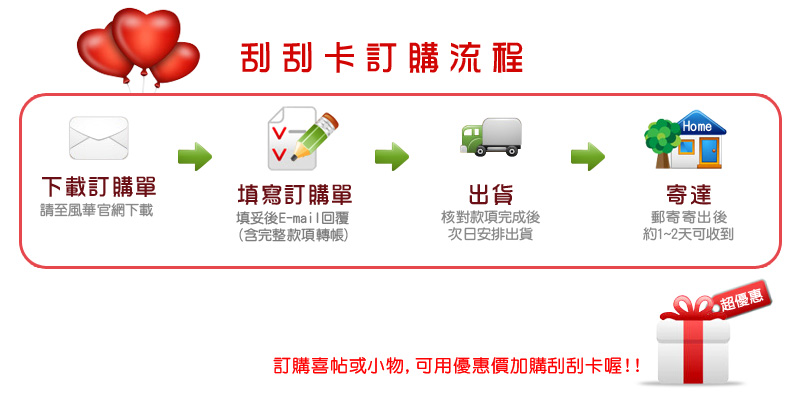 刮刮卡訂購流程
下載訂購單
請至風華官網下載
填寫訂購單
填妥後E-mail回覆
(含完整款項轉帳)
出貨
核對款項完成後
次日安排出貨
Home
寄達
郵寄寄出後
約1~2天可收到
超優惠
訂購喜帖或小物,可用優惠價加購刮刮卡喔!!